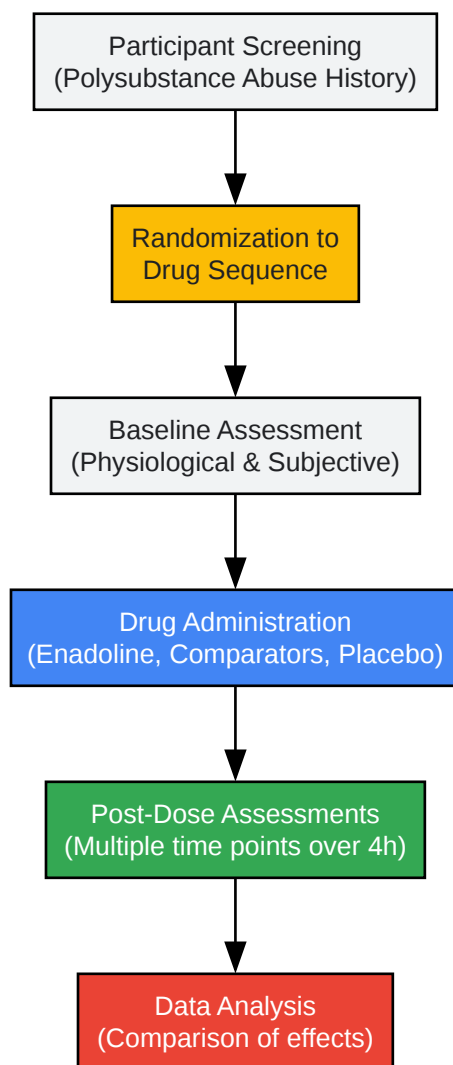 Participant Screening
(Polysubstance Abuse History)
Randomization to
Drug Sequence
Baseline Assessment
(Physiological & Subjective)
Drug Administration
(Enadoline, Comparators, Placebo)
Post-Dose Assessments
(Multiple time points over 4h)
Data Analysis
(Comparison of effects)